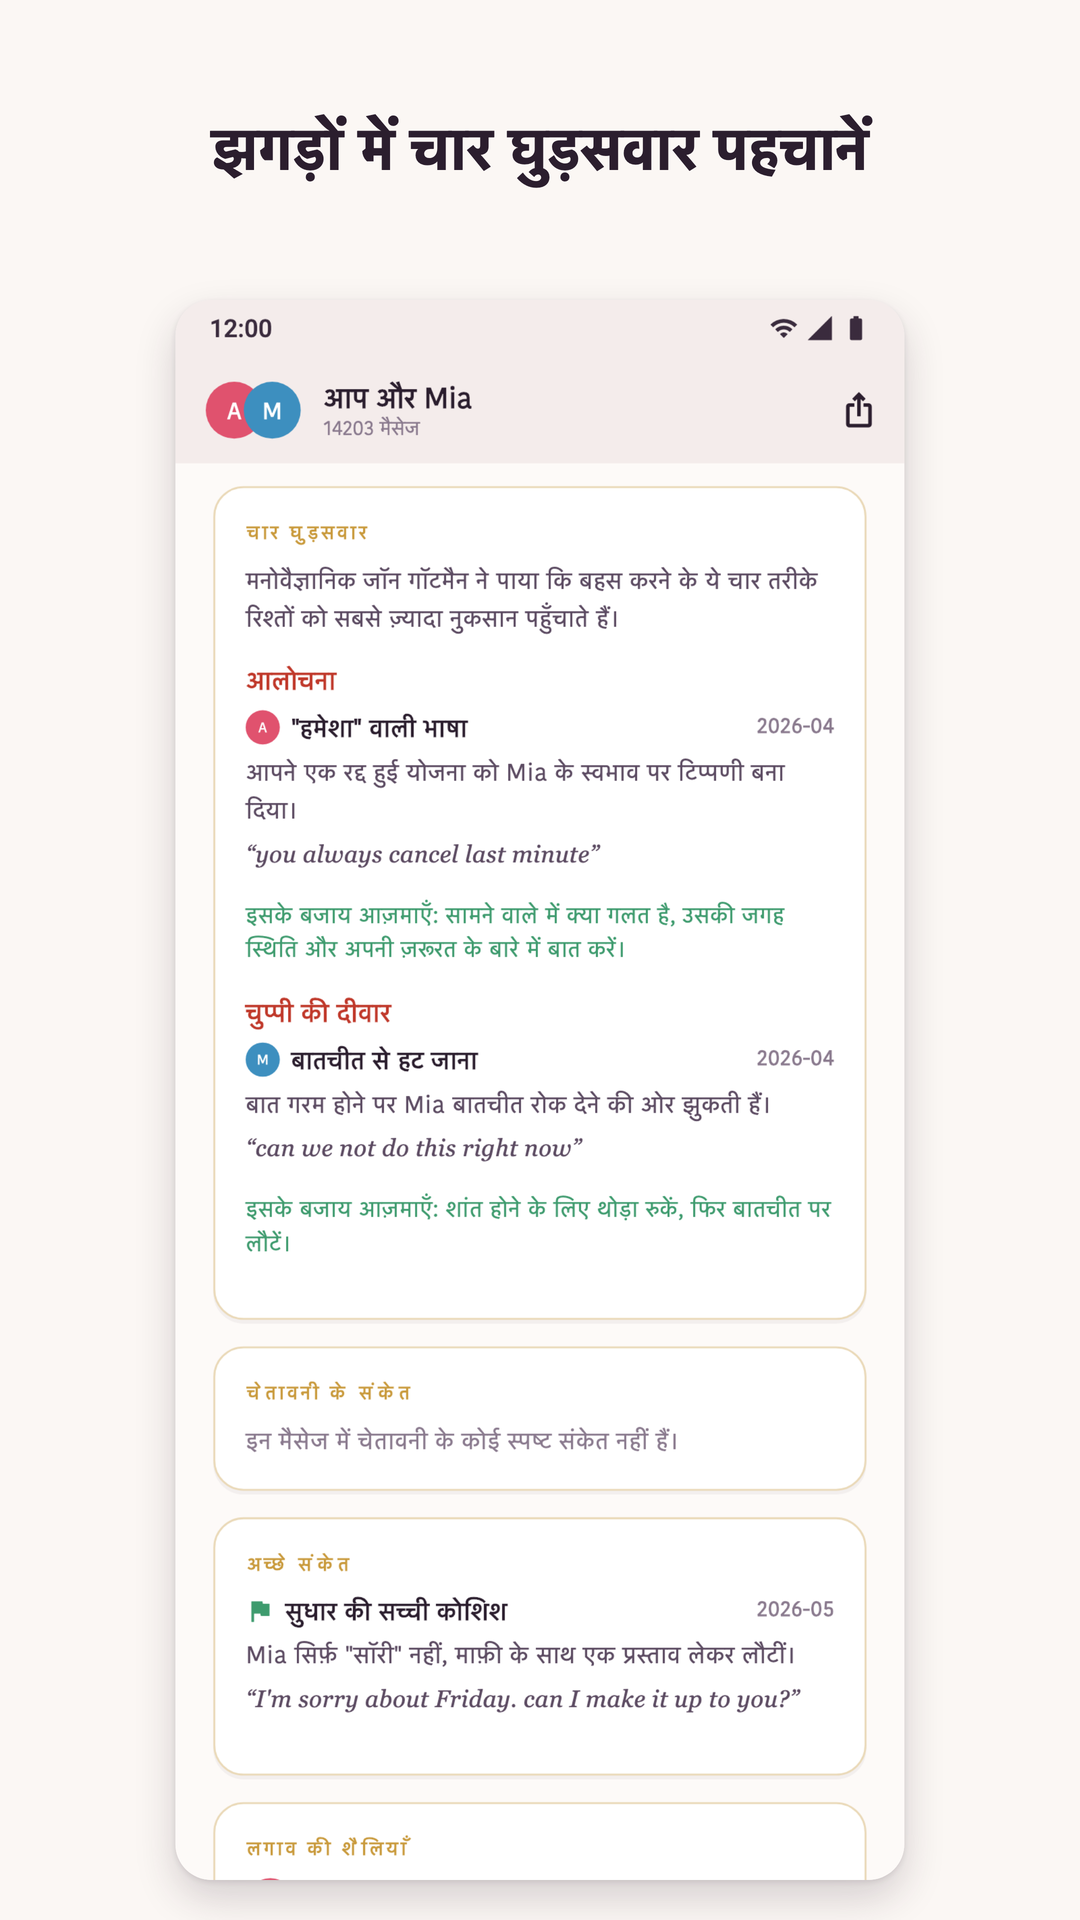 झगड़ों में चार घुड़सवार पहचानें
12:00
A M आप और Mia
14203 मैसेज
चार घुड़सवार
मनोवैज्ञानिक जॉन गॉटमैन ने पाया कि बहस करने के ये चार तरीके
रिश्तों को सबसे ज़्यादा नुकसान पहुँचाते हैं।
आलोचना
A "हमेशा" वाली भाषा 2026-04
आपने एक रद्द हुई योजना को Mia के स्वभाव पर टिप्पणी बना
दिया।
“you always cancel last minute”
इसके बजाय आज़माएँ: सामने वाले में क्या गलत है, उसकी जगह
स्थिति और अपनी ज़रूरत के बारे में बात करें।
चुप्पी की दीवार
M बातचीत से हट जाना 2026-04
बात गरम होने पर Mia बातचीत रोक देने की ओर झुकती हैं।
“can we not do this right now”
इसके बजाय आज़माएँ: शांत होने के लिए थोड़ा रुकें, फिर बातचीत पर
लौटें।
चेतावनी के संकेत
इन मैसेज में चेतावनी के कोई स्पष्ट संकेत नहीं हैं।
अच्छे संकेत
सुधार की सच्ची कोशिश 2026-05
Mia सिर्फ़ "सॉरी" नहीं, माफ़ी के साथ एक प्रस्ताव लेकर लौटीं।
“I'm sorry about Friday. can I make it up to you?”
लगाव की शैलियाँ